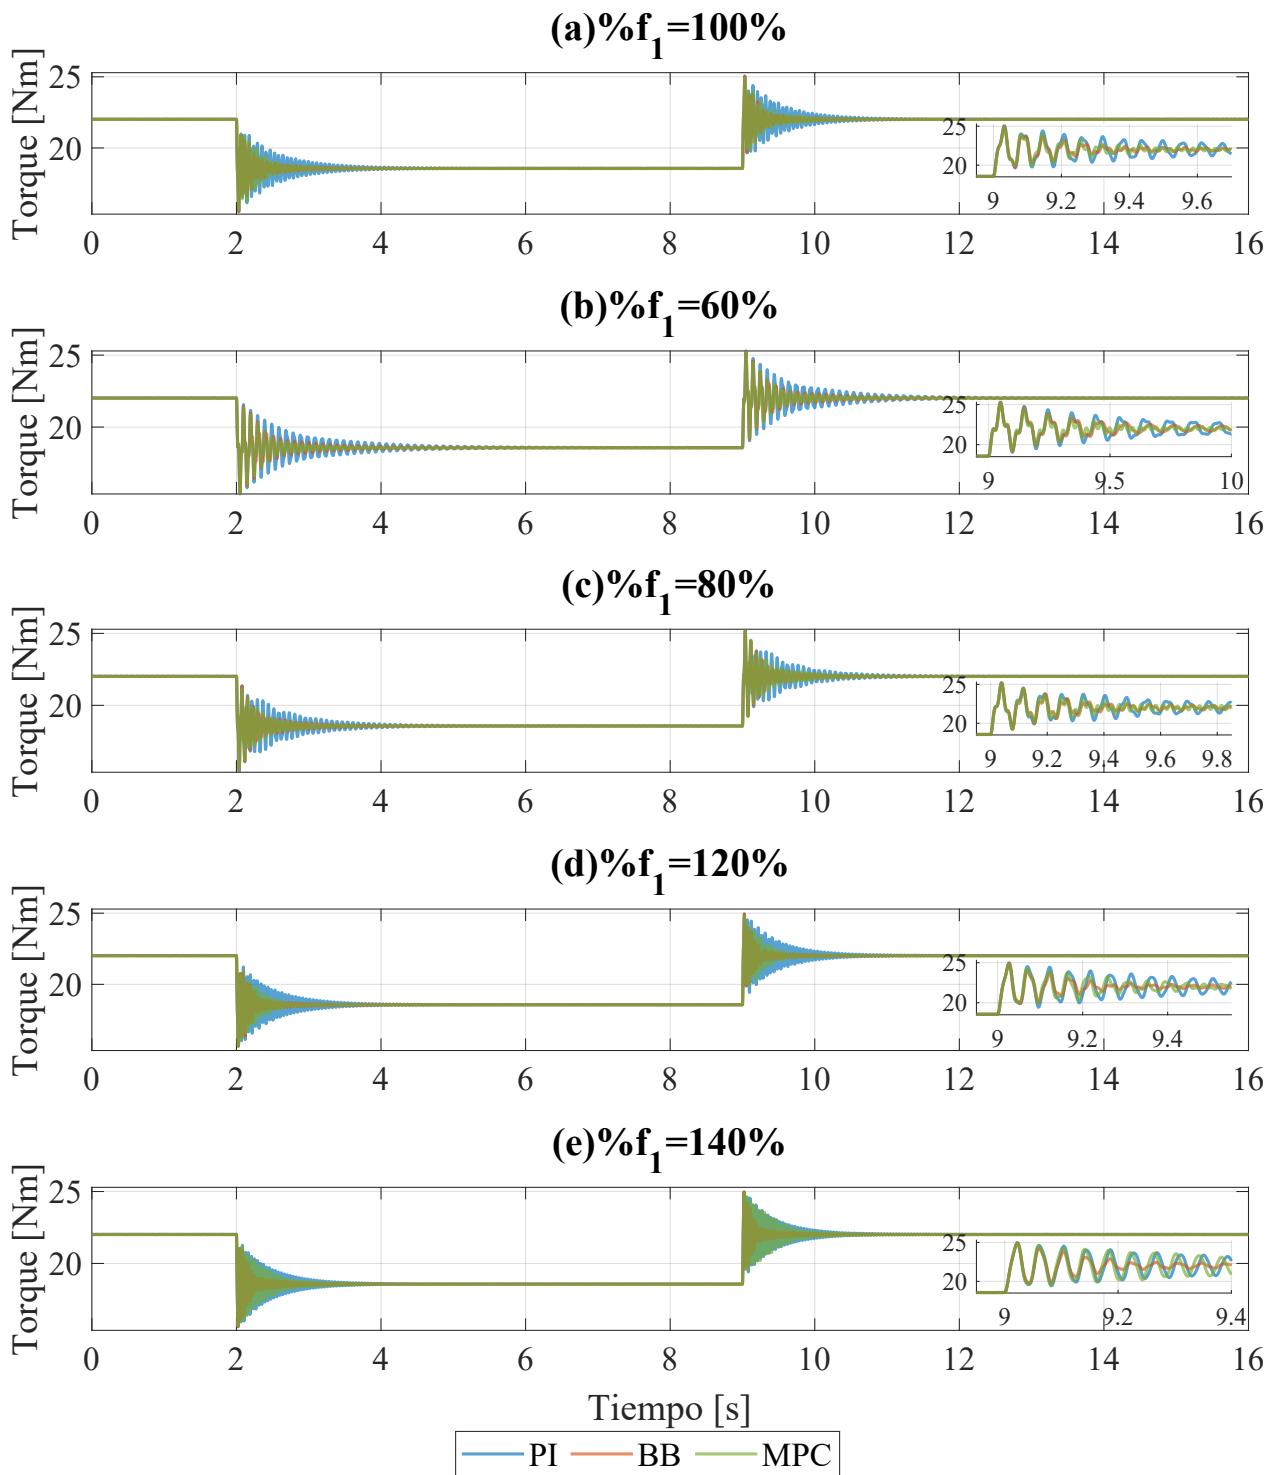 (a)%f1=100%
Torque [Nm]
25
20
25
20
9 9.2 9.4 9.6
0 2 4 6 8 10 12 14 16
(b)%f1=60%
Torque [Nm]
25
20
25
20
9 9.5 10
0 2 4 6 8 10 12 14 16
(c)%f1=80%
Torque [Nm]
25
20
25
20
9 9.2 9.4 9.6 9.8
0 2 4 6 8 10 12 14 16
(d)%f1=120%
Torque [Nm]
25
20
25
20
9 9.2 9.4
0 2 4 6 8 10 12 14 16
(e)%f1=140%
Torque [Nm]
25
20
25
20
9 9.2 9.4
0 2 4 6 8 10 12 14 16
Tiempo [s]
PI BB MPC